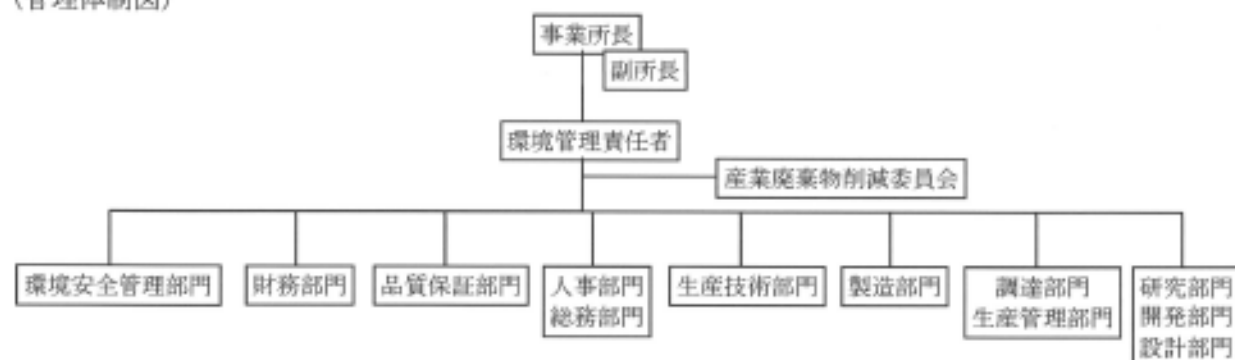 （管理体制図）
事業所長
副所長
環境管理責任者
産業廃棄物削減委員会
環境安全管理部門
財務部門
品質保証部門
人事部門
総務部門
生産技術部門
製造部門
調達部門
生産管理部門
研究部門
開発部門
設計部門